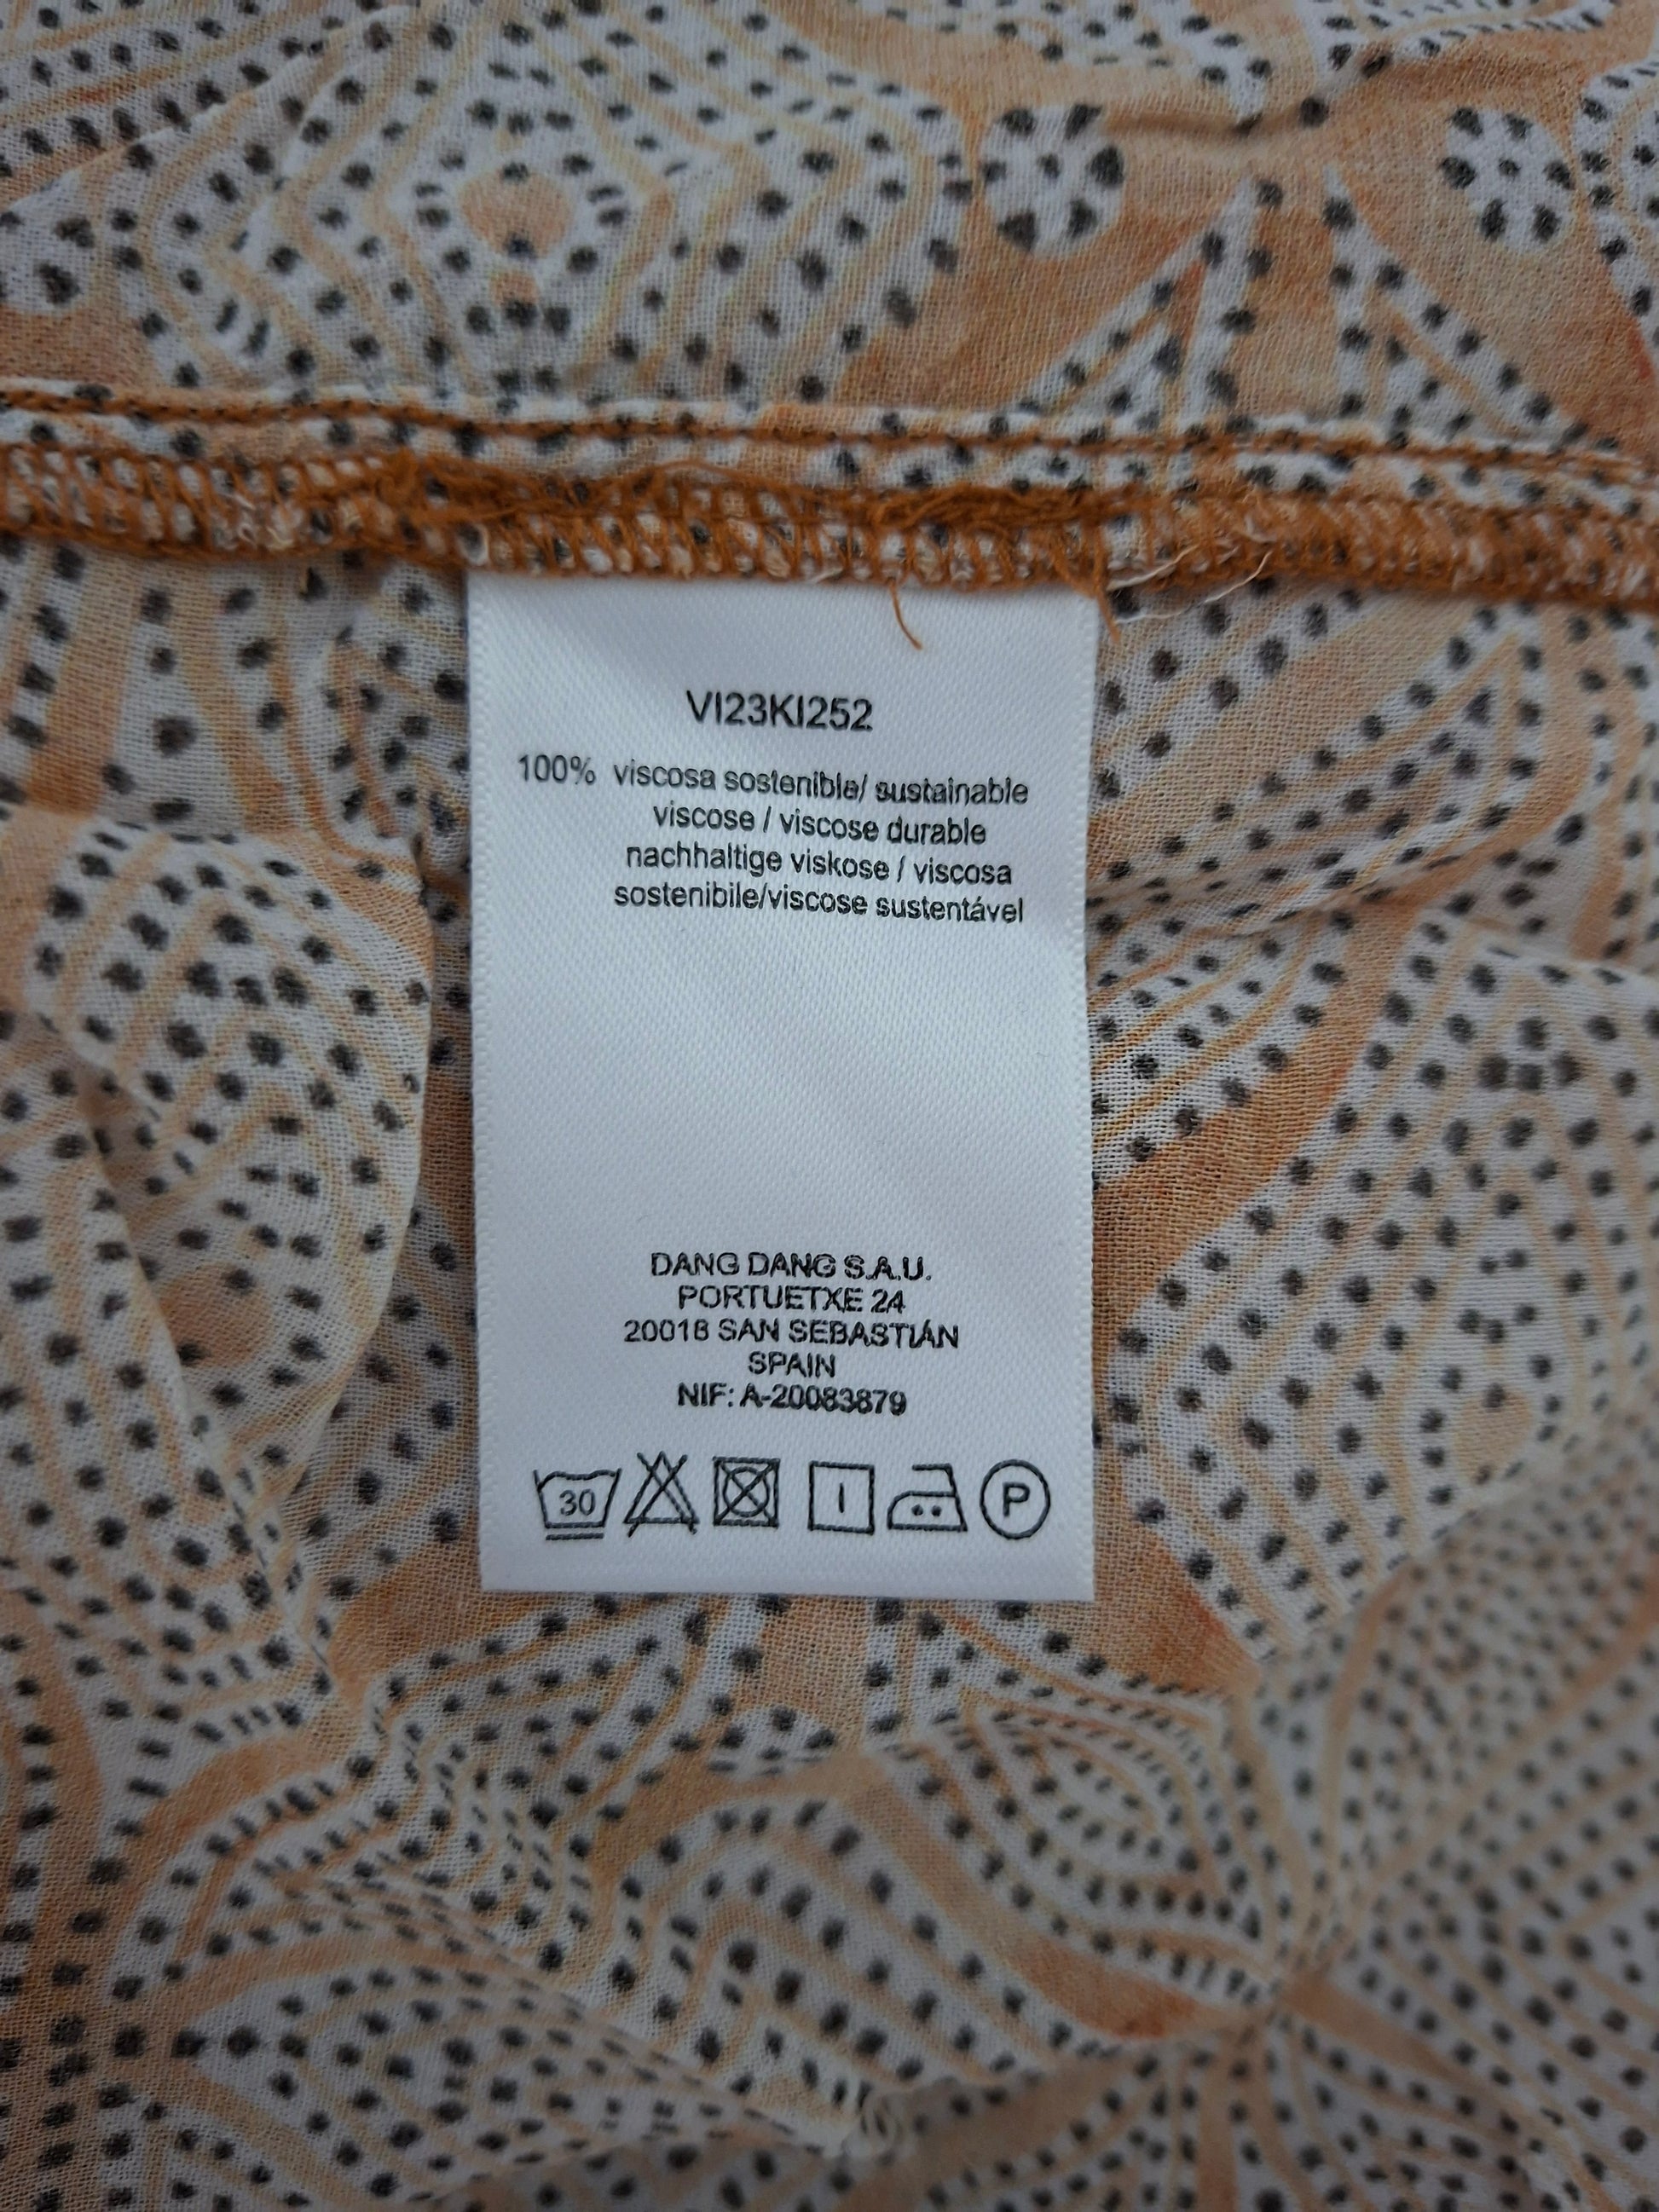 VI23KI252
100% viscosa sostenible/ sustainable
viscose / viscose durable
nachhaltige viskose / viscosa
sostenibile/viscose sustentável
DANG DANG S.A.U.
PORTUETXE 24
20018 SAN SEBASTIÁN
SPAIN
NIF: A-20083879
30 P